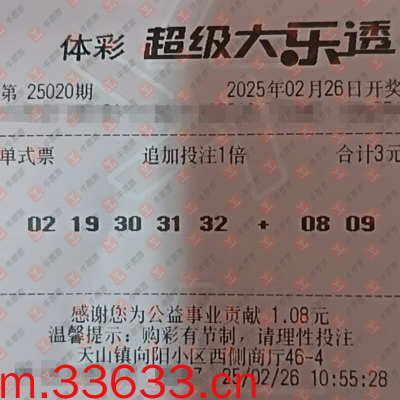 体彩 超级大乐透
第 25020期 2025年02月26日开奖
单式票 追加投注1倍 合计3元
02 19 30 31 32 + 08 09
感谢您为公益事业贡献 1.08元
温馨提示：购彩有节制，请理性投注
天山镇向阳小区西侧商厅46-4
25/02/26 10:55:28
m.33633.cn